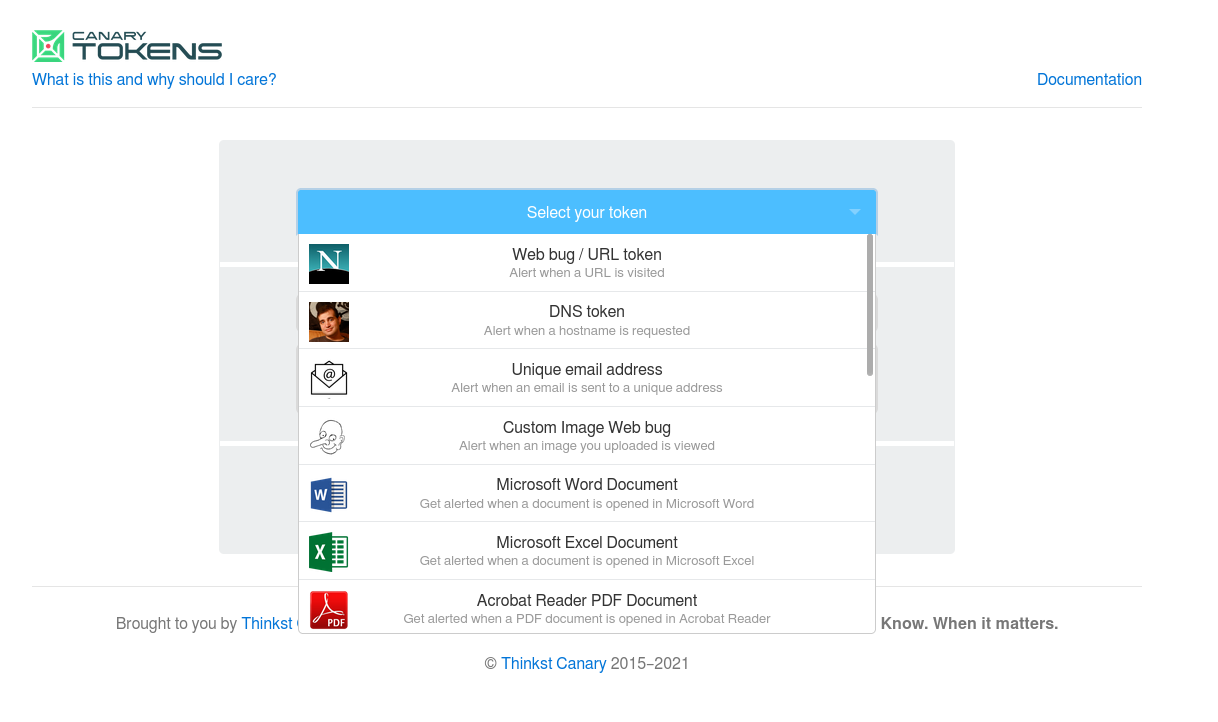 CANARY
TOKENS
What is this and why should I care?
Documentation
Select your token
N
Web bug / URL token
Alert when a URL is visited
DNS token
Alert when a hostname is requested
@
Unique email address
Alert when an email is sent to a unique address
Custom Image Web bug
Alert when an image you uploaded is viewed
W
Microsoft Word Document
Get alerted when a document is opened in Microsoft Word
X
Microsoft Excel Document
Get alerted when a document is opened in Microsoft Excel
PDF
Acrobat Reader PDF Document
Get alerted when a PDF document is opened in Acrobat Reader
Brought to you by Thinkst
Know. When it matters.
© Thinkst Canary 2015–2021